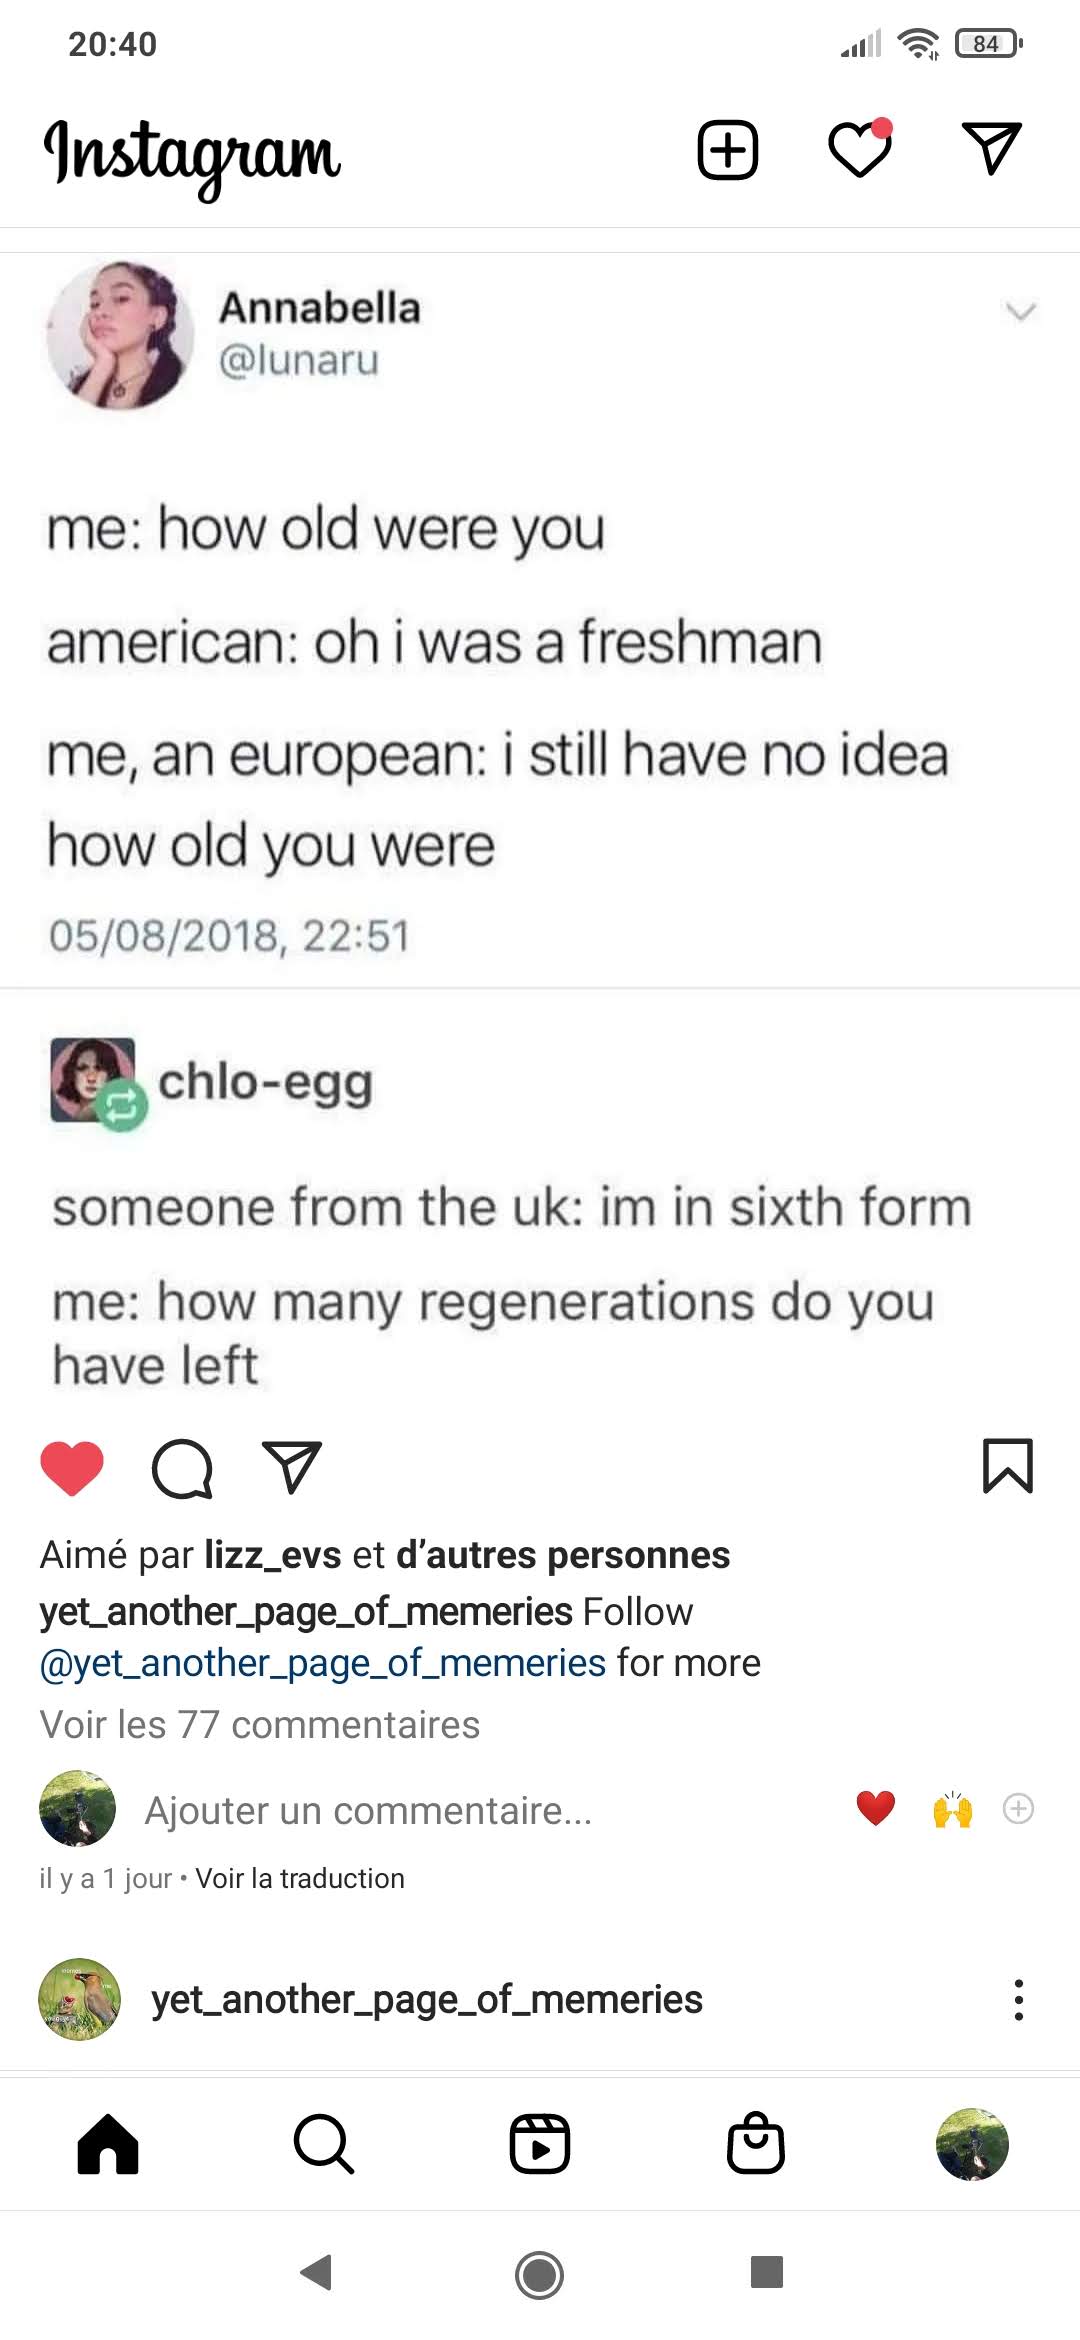 20:40
84
Instagram
Annabella
@lunaru
me: how old were you
american: oh i was a freshman
me, an european: i still have no idea
how old you were
05/08/2018, 22:51
chlo-egg
someone from the uk: im in sixth form
me: how many regenerations do you
have left
Aimé par lizz_evs et d’autres personnes
yet_another_page_of_memeries Follow
@yet_another_page_of_memeries for more
Voir les 77 commentaires
Ajouter un commentaire...
il y a 1 jour • Voir la traduction
yet_another_page_of_memeries